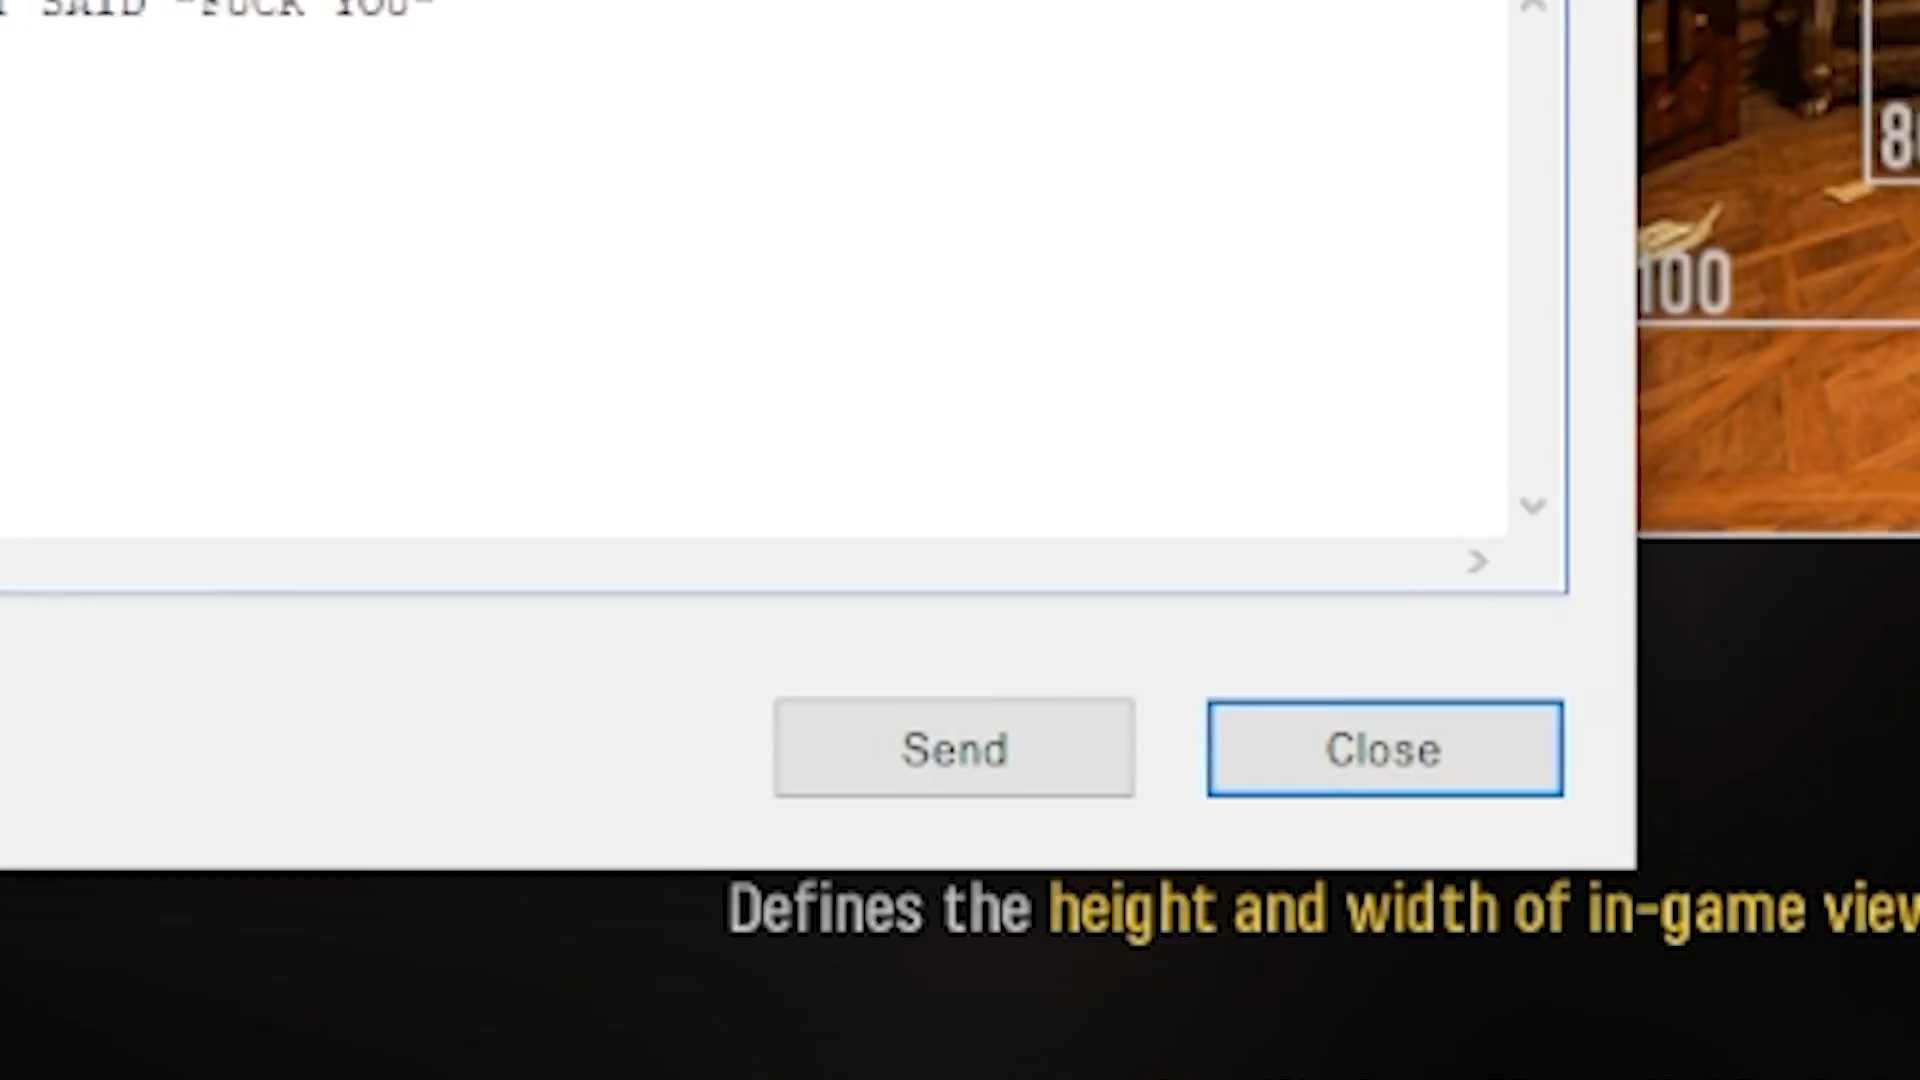 SAID "FUCK YOU"
80
100
Send
Close
Defines the height and width of in-game view